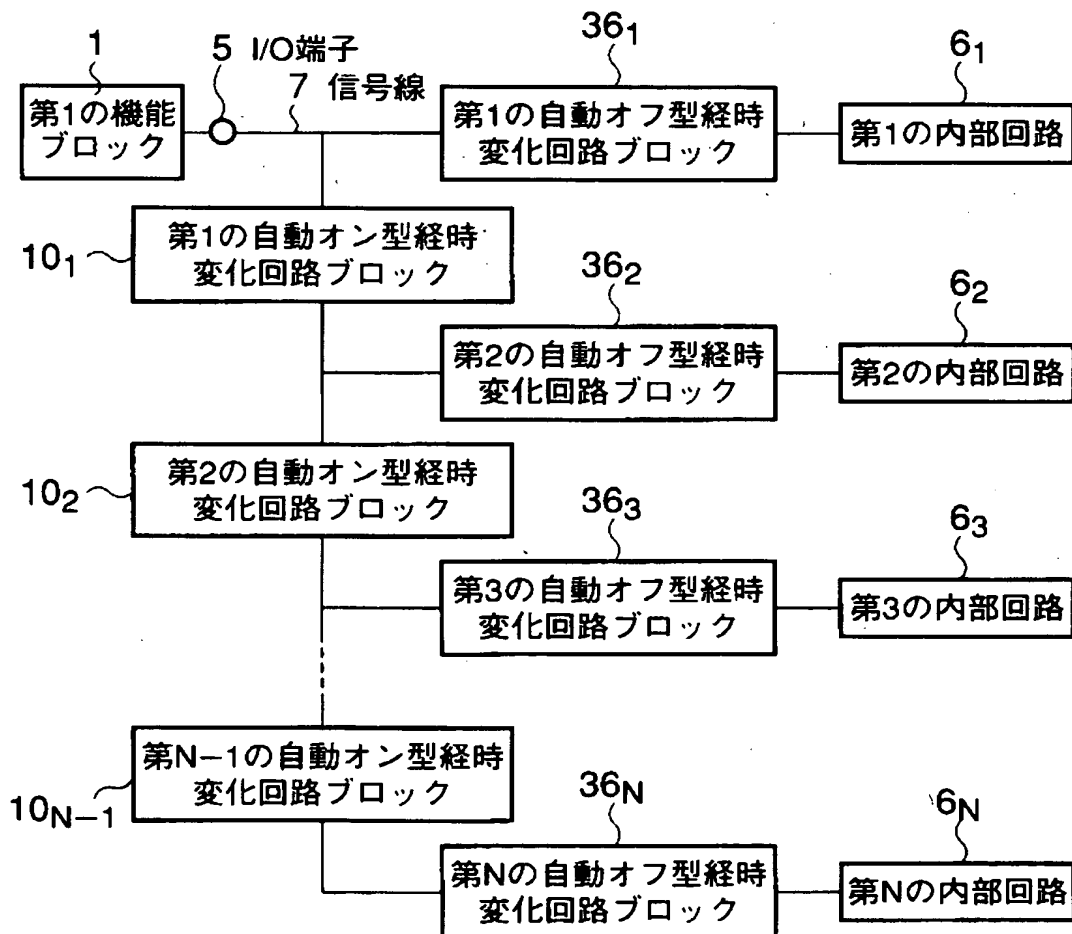 1
5 I/O端子
7 信号線
36₁
6₁
第1の機能
ブロック
第1の自動オフ型経時
変化回路ブロック
第1の内部回路
10₁
第1の自動オン型経時
変化回路ブロック
36₂
6₂
第2の自動オフ型経時
変化回路ブロック
第2の内部回路
10₂
第2の自動オン型経時
変化回路ブロック
36₃
6₃
第3の自動オフ型経時
変化回路ブロック
第3の内部回路
10N−1
第N−1の自動オン型経時
変化回路ブロック
36N
6N
第Nの自動オフ型経時
変化回路ブロック
第Nの内部回路